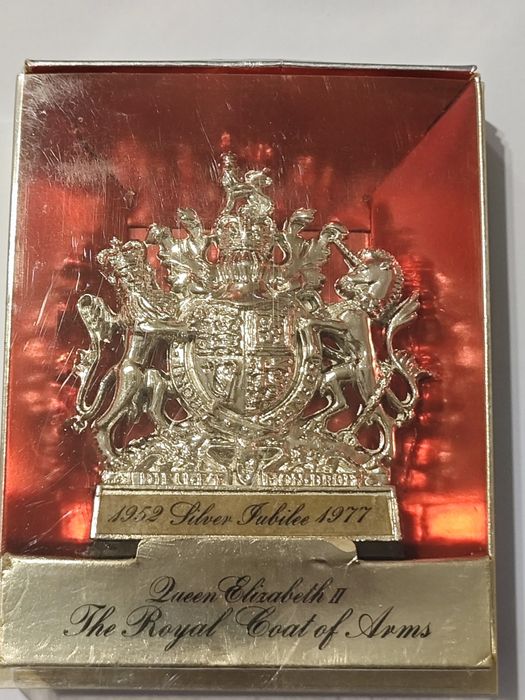 1952 Silver Jubilee 1977
Queen Elizabeth II
The Royal Coat of Arms